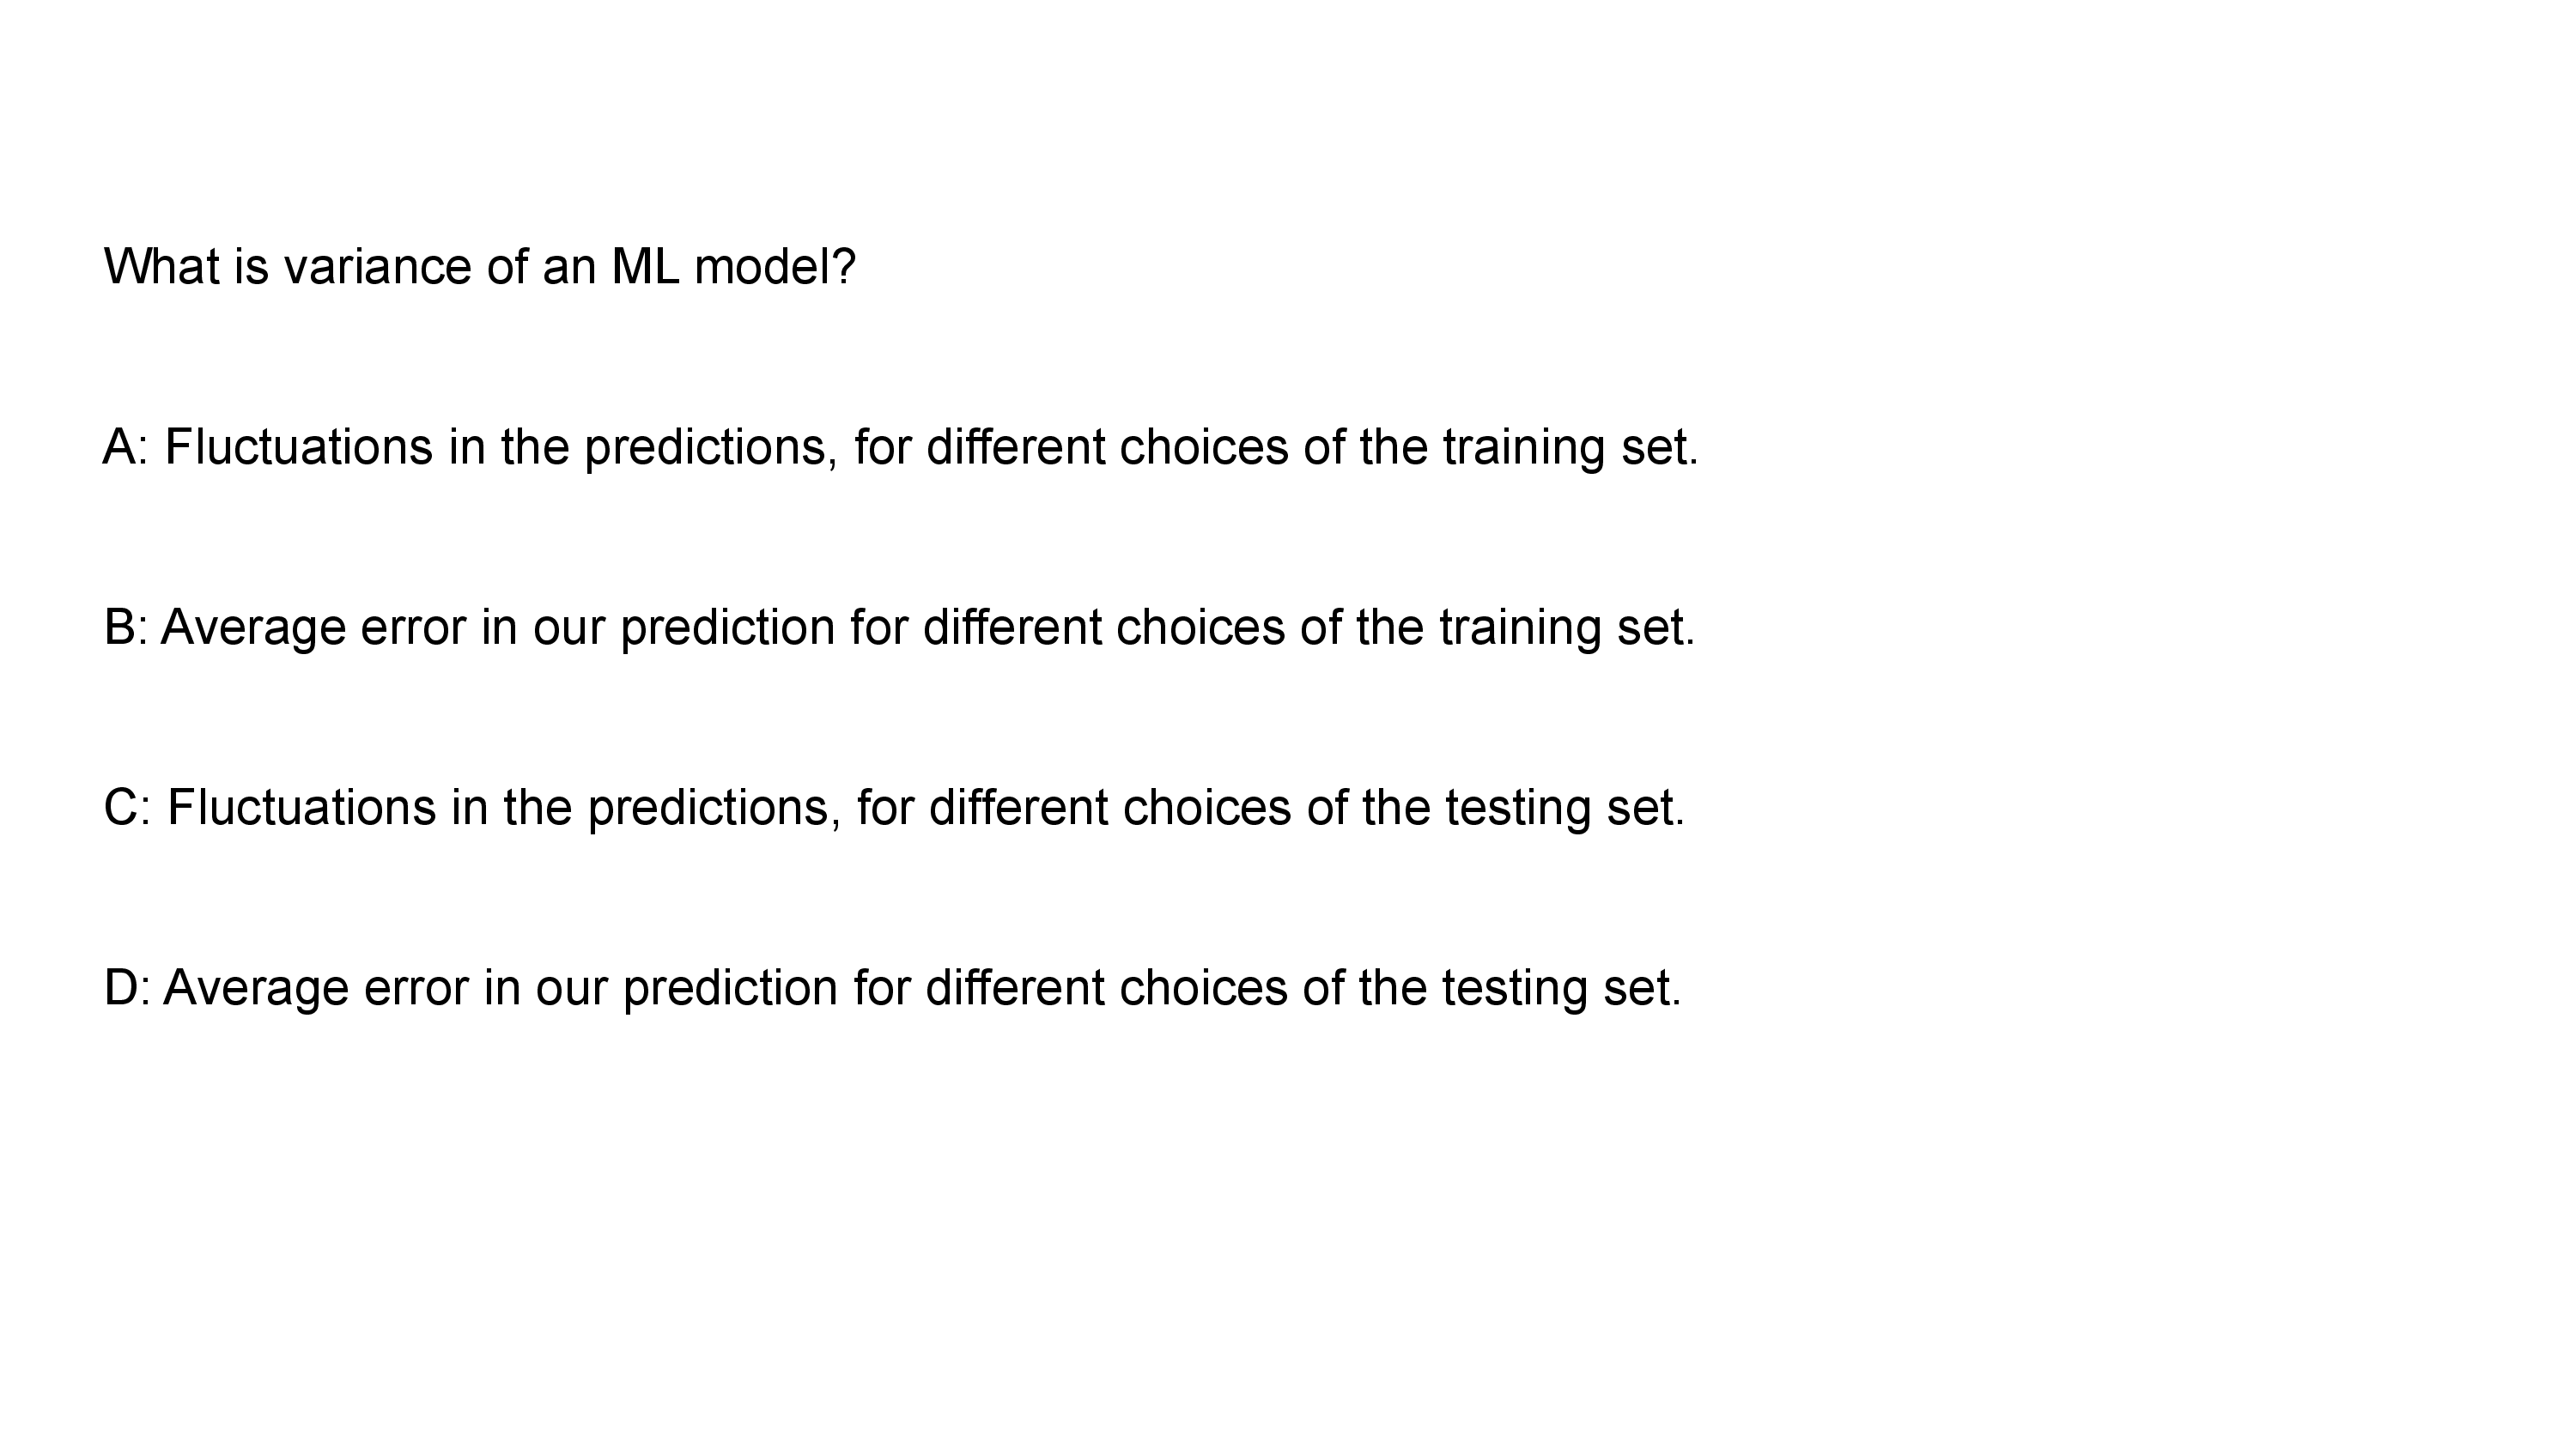 What is variance of an ML model?
A: Fluctuations in the predictions, for different choices of the training set.
B: Average error in our prediction for different choices of the training set.
C: Fluctuations in the predictions, for different choices of the testing set.
D: Average error in our prediction for different choices of the testing set.